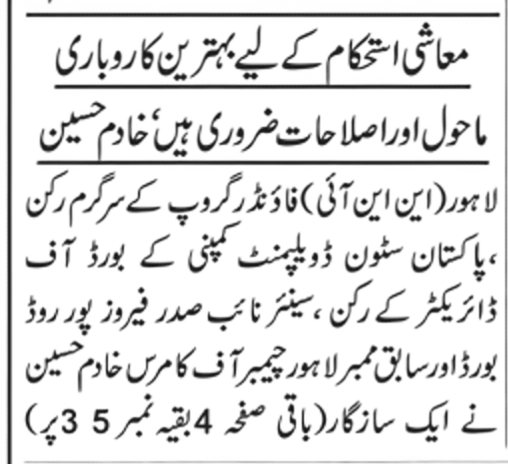 معاشی استحکام کے لیے بہترین کاروباری
ماحول اور اصلاحات ضروری ہیں، خادم حسین
لاہور(این این آئی)فاؤنڈر گروپ کے سرگرم رکن
،پاکستان سٹون ڈویلپمنٹ کمپنی کے بورڈ آف
ڈائریکٹر کے رکن ،سینئر نائب صدر فیروز پور روڈ
بورڈ اور سابق ممبر لاہور چیمبر آف کامرس خادم حسین
نے ایک سازگار(باقی صفحہ 4 بقیہ نمبر 5 3 پر)